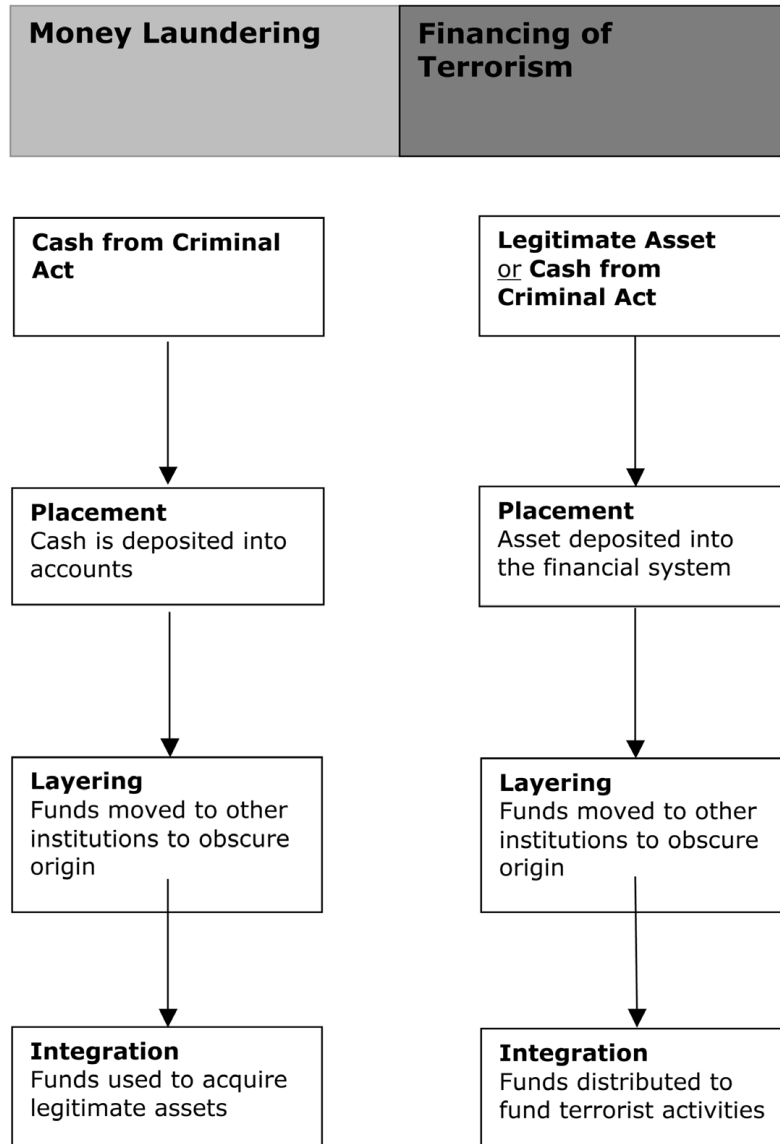 Money Laundering
Financing of
Terrorism
Cash from Criminal
Act
Legitimate Asset
or Cash from
Criminal Act
Placement
Cash is deposited into
accounts
Placement
Asset deposited into
the financial system
Layering
Funds moved to other
institutions to obscure
origin
Layering
Funds moved to other
institutions to obscure
origin
Integration
Funds used to acquire
legitimate assets
Integration
Funds distributed to
fund terrorist activities